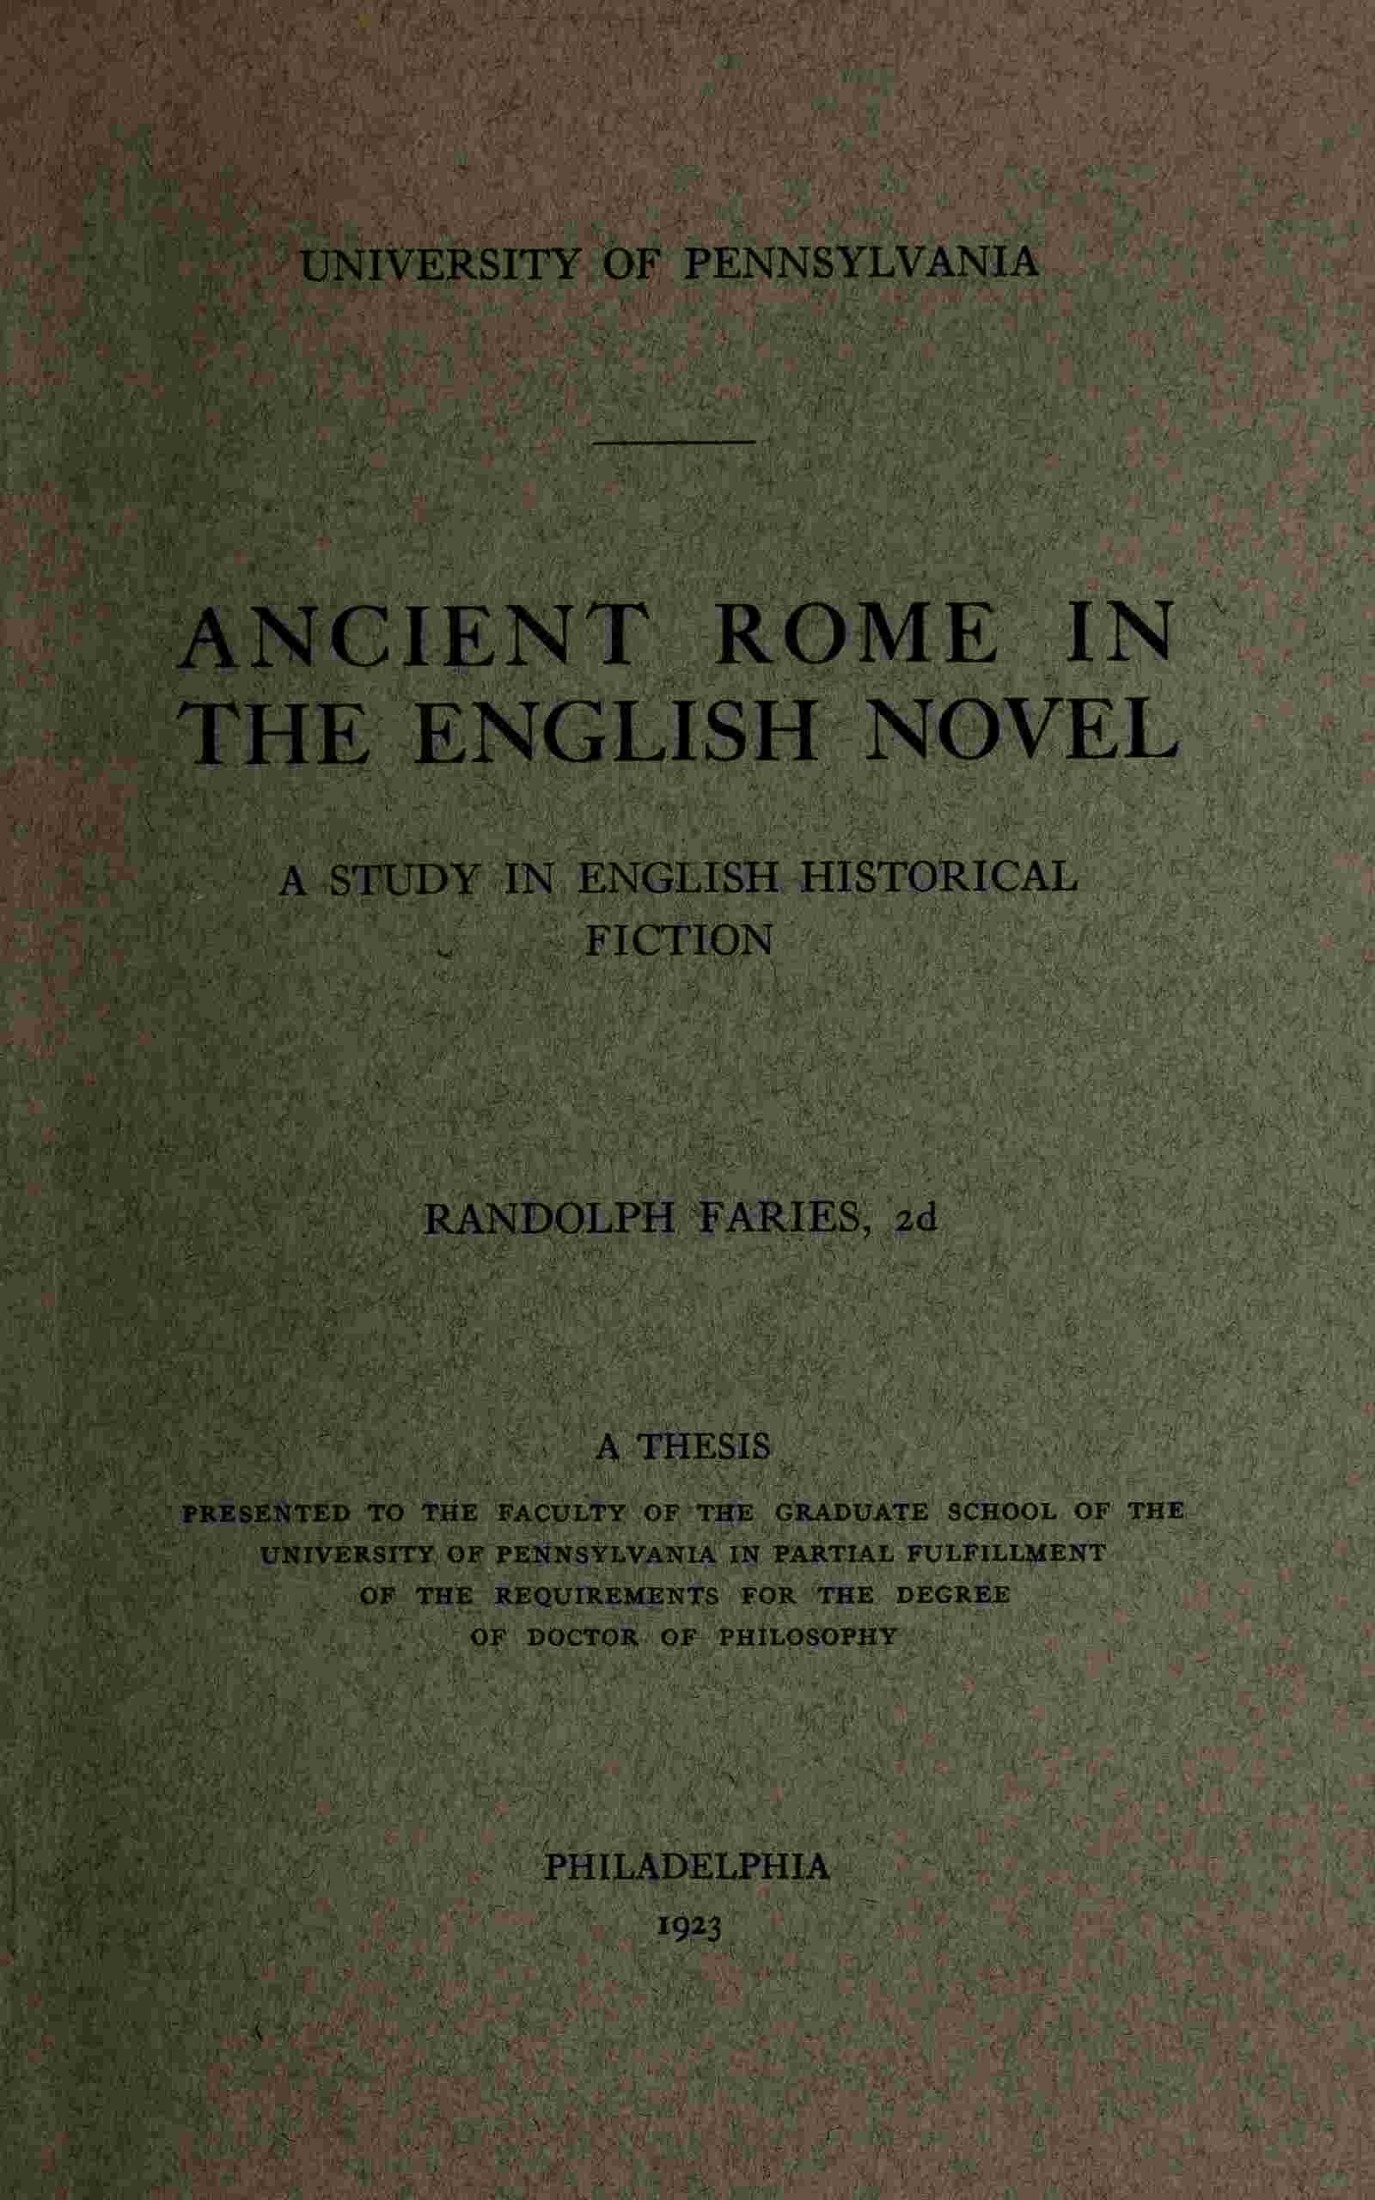 UNIVERSITY OF PENNSYLVANIA
ANCIENT ROME IN
THE ENGLISH NOVEL
A STUDY IN ENGLISH HISTORICAL
FICTION
RANDOLPH FARIES, 2d
A THESIS
PRESENTED TO THE FACULTY OF THE GRADUATE SCHOOL OF THE
UNIVERSITY OF PENNSYLVANIA IN PARTIAL FULFILLMENT
OF THE REQUIREMENTS FOR THE DEGREE
OF DOCTOR OF PHILOSOPHY
PHILADELPHIA
1923